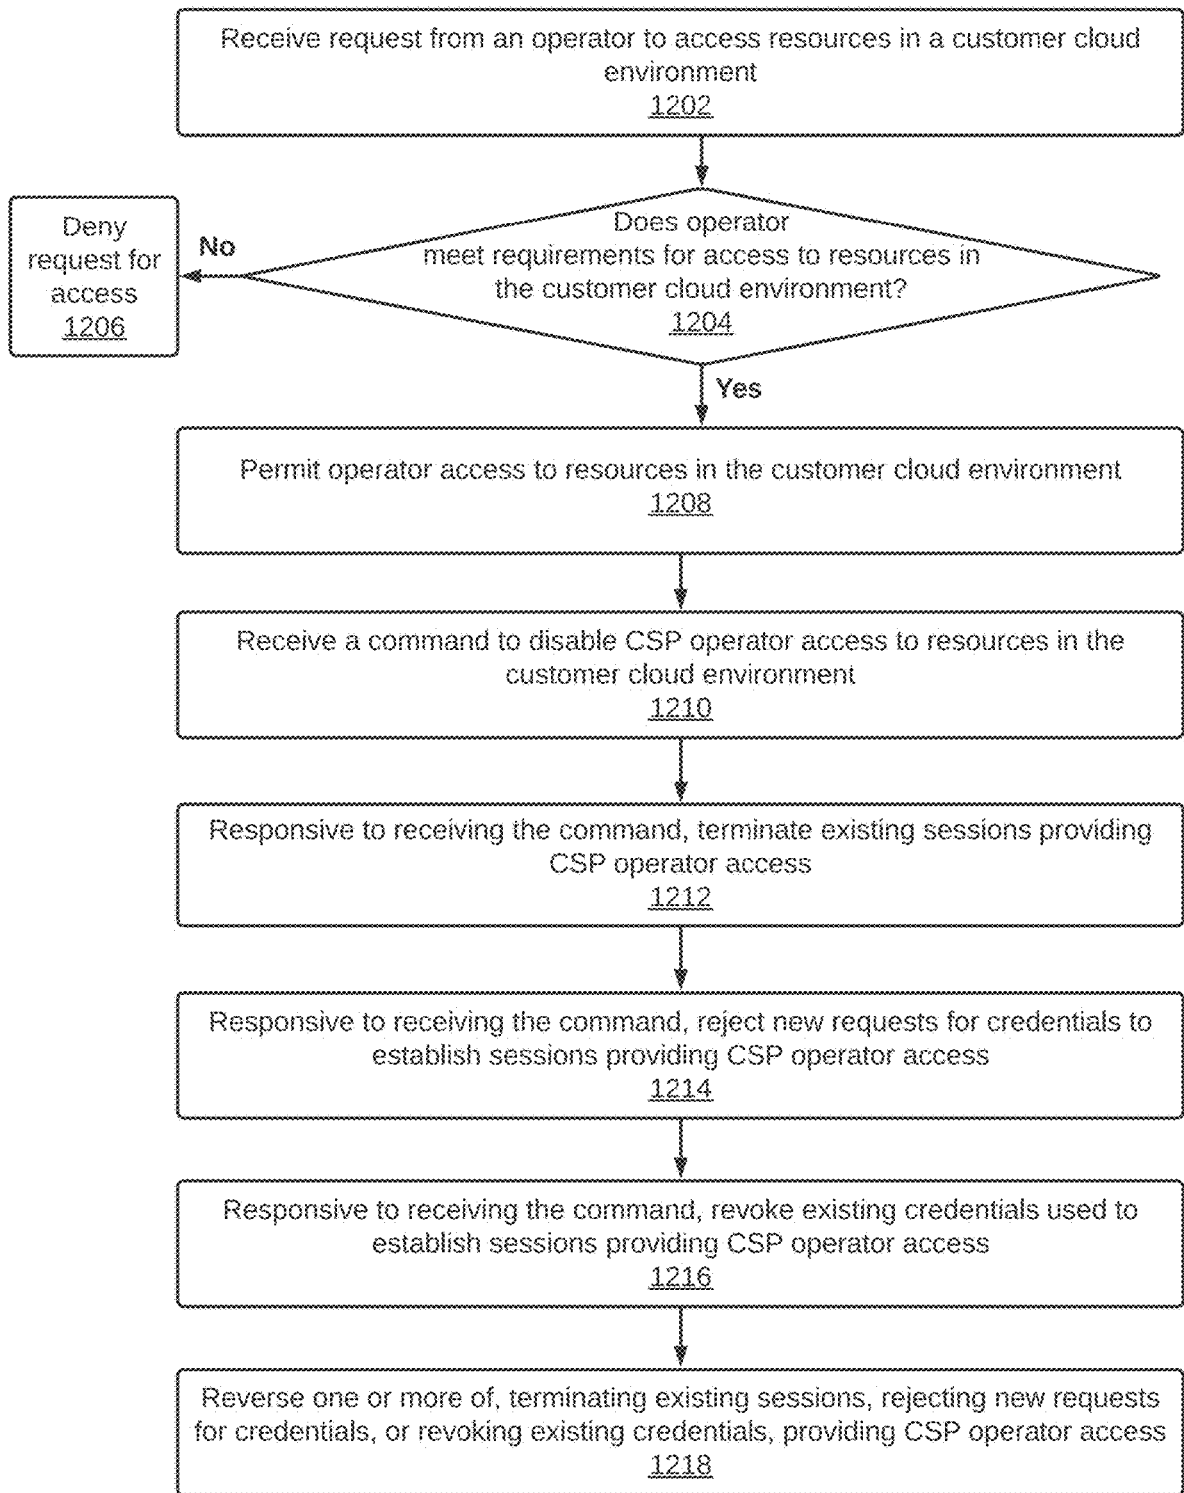 Receive request from an operator to access resources in a customer cloud
environment
1202
Does operator
meet requirements for access to resources in
the customer cloud environment?
1204
No
Deny
request for
access
1206
Yes
Permit operator access to resources in the customer cloud environment
1208
Receive a command to disable CSP operator access to resources in the
customer cloud environment
1210
Responsive to receiving the command, terminate existing sessions providing
CSP operator access
1212
Responsive to receiving the command, reject new requests for credentials to
establish sessions providing CSP operator access
1214
Responsive to receiving the command, revoke existing credentials used to
establish sessions providing CSP operator access
1216
Reverse one or more of, terminating existing sessions, rejecting new requests
for credentials, or revoking existing credentials, providing CSP operator access
1218